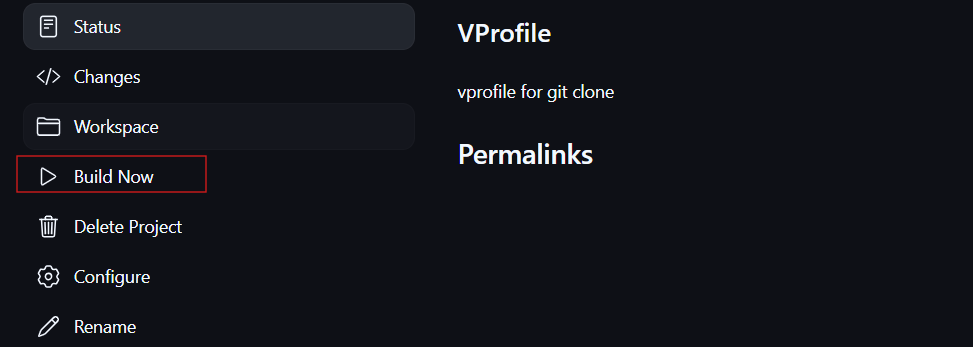 Status
Changes
Workspace
Build Now
Delete Project
Configure
Rename
VProfile
vprofile for git clone
Permalinks